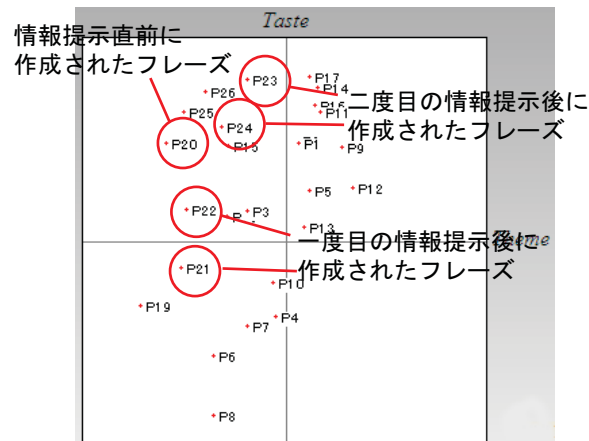 Taste
情報提示直前に
作成されたフレーズ
P17
P23
P14
P26
P16
二度目の情報提示後に
作成されたフレーズ
P25
P11
P24
P20
P15
P1
P9
P5
P12
P22
P3
P13
一度目の情報提示後に
作成されたフレーズ
P21
P10
P19
P4
P7
P6
P8